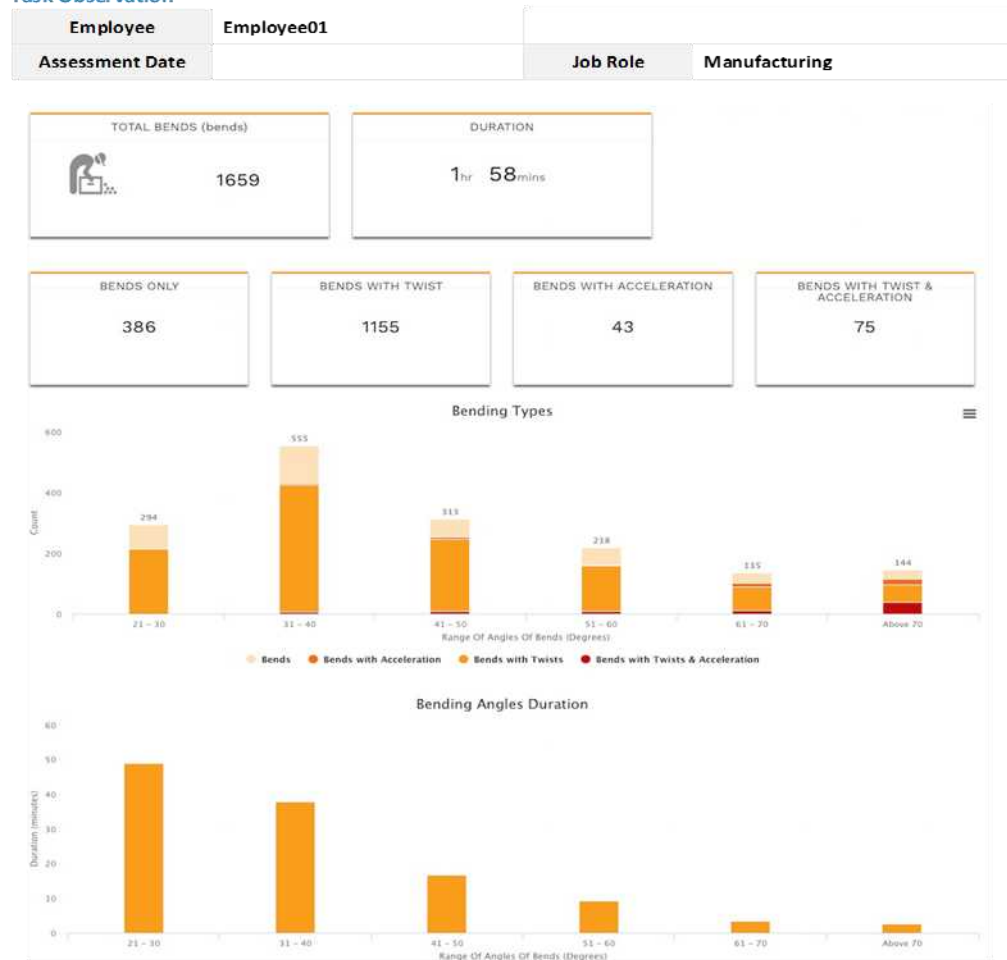 Task Observation
Employee Employee01
Assessment Date Job Role Manufacturing
TOTAL BENDS (bends)
1659
DURATION
1hr 58mins
BENDS ONLY
386
BENDS WITH TWIST
1155
BENDS WITH ACCELERATION
43
BENDS WITH TWIST &
ACCELERATION
75
Bending Types
Count
600
400
200
0
294
555
313
218
135
144
21 – 30
31 – 40
41 – 50
51 – 60
61 – 70
Above 70
Range Of Angles Of Bends (Degrees)
Bends
Bends with Acceleration
Bends with Twists
Bends with Twists & Acceleration
Bending Angles Duration
Duration (minutes)
60
50
40
30
20
10
0
21 – 30
31 – 40
41 – 50
51 – 60
61 – 70
Above 70
Range Of Angles Of Bends (Degrees)